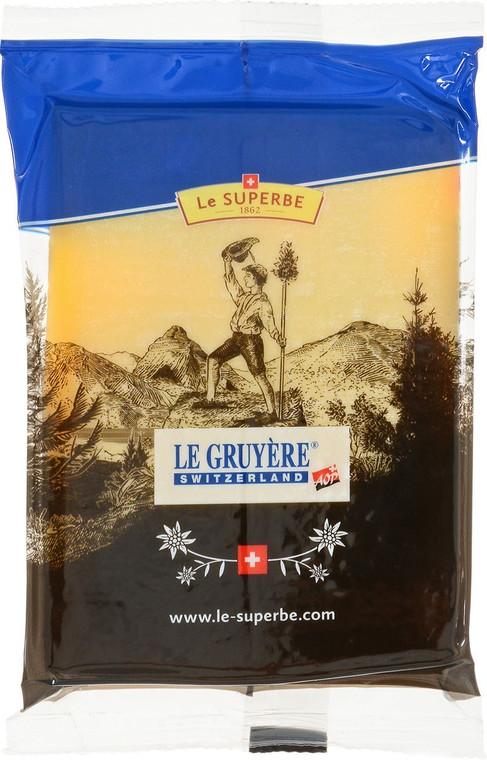 Le SUPERBE
1862
LE GRUYÈRE®
SWITZERLAND
AOP
www.le-superbe.com